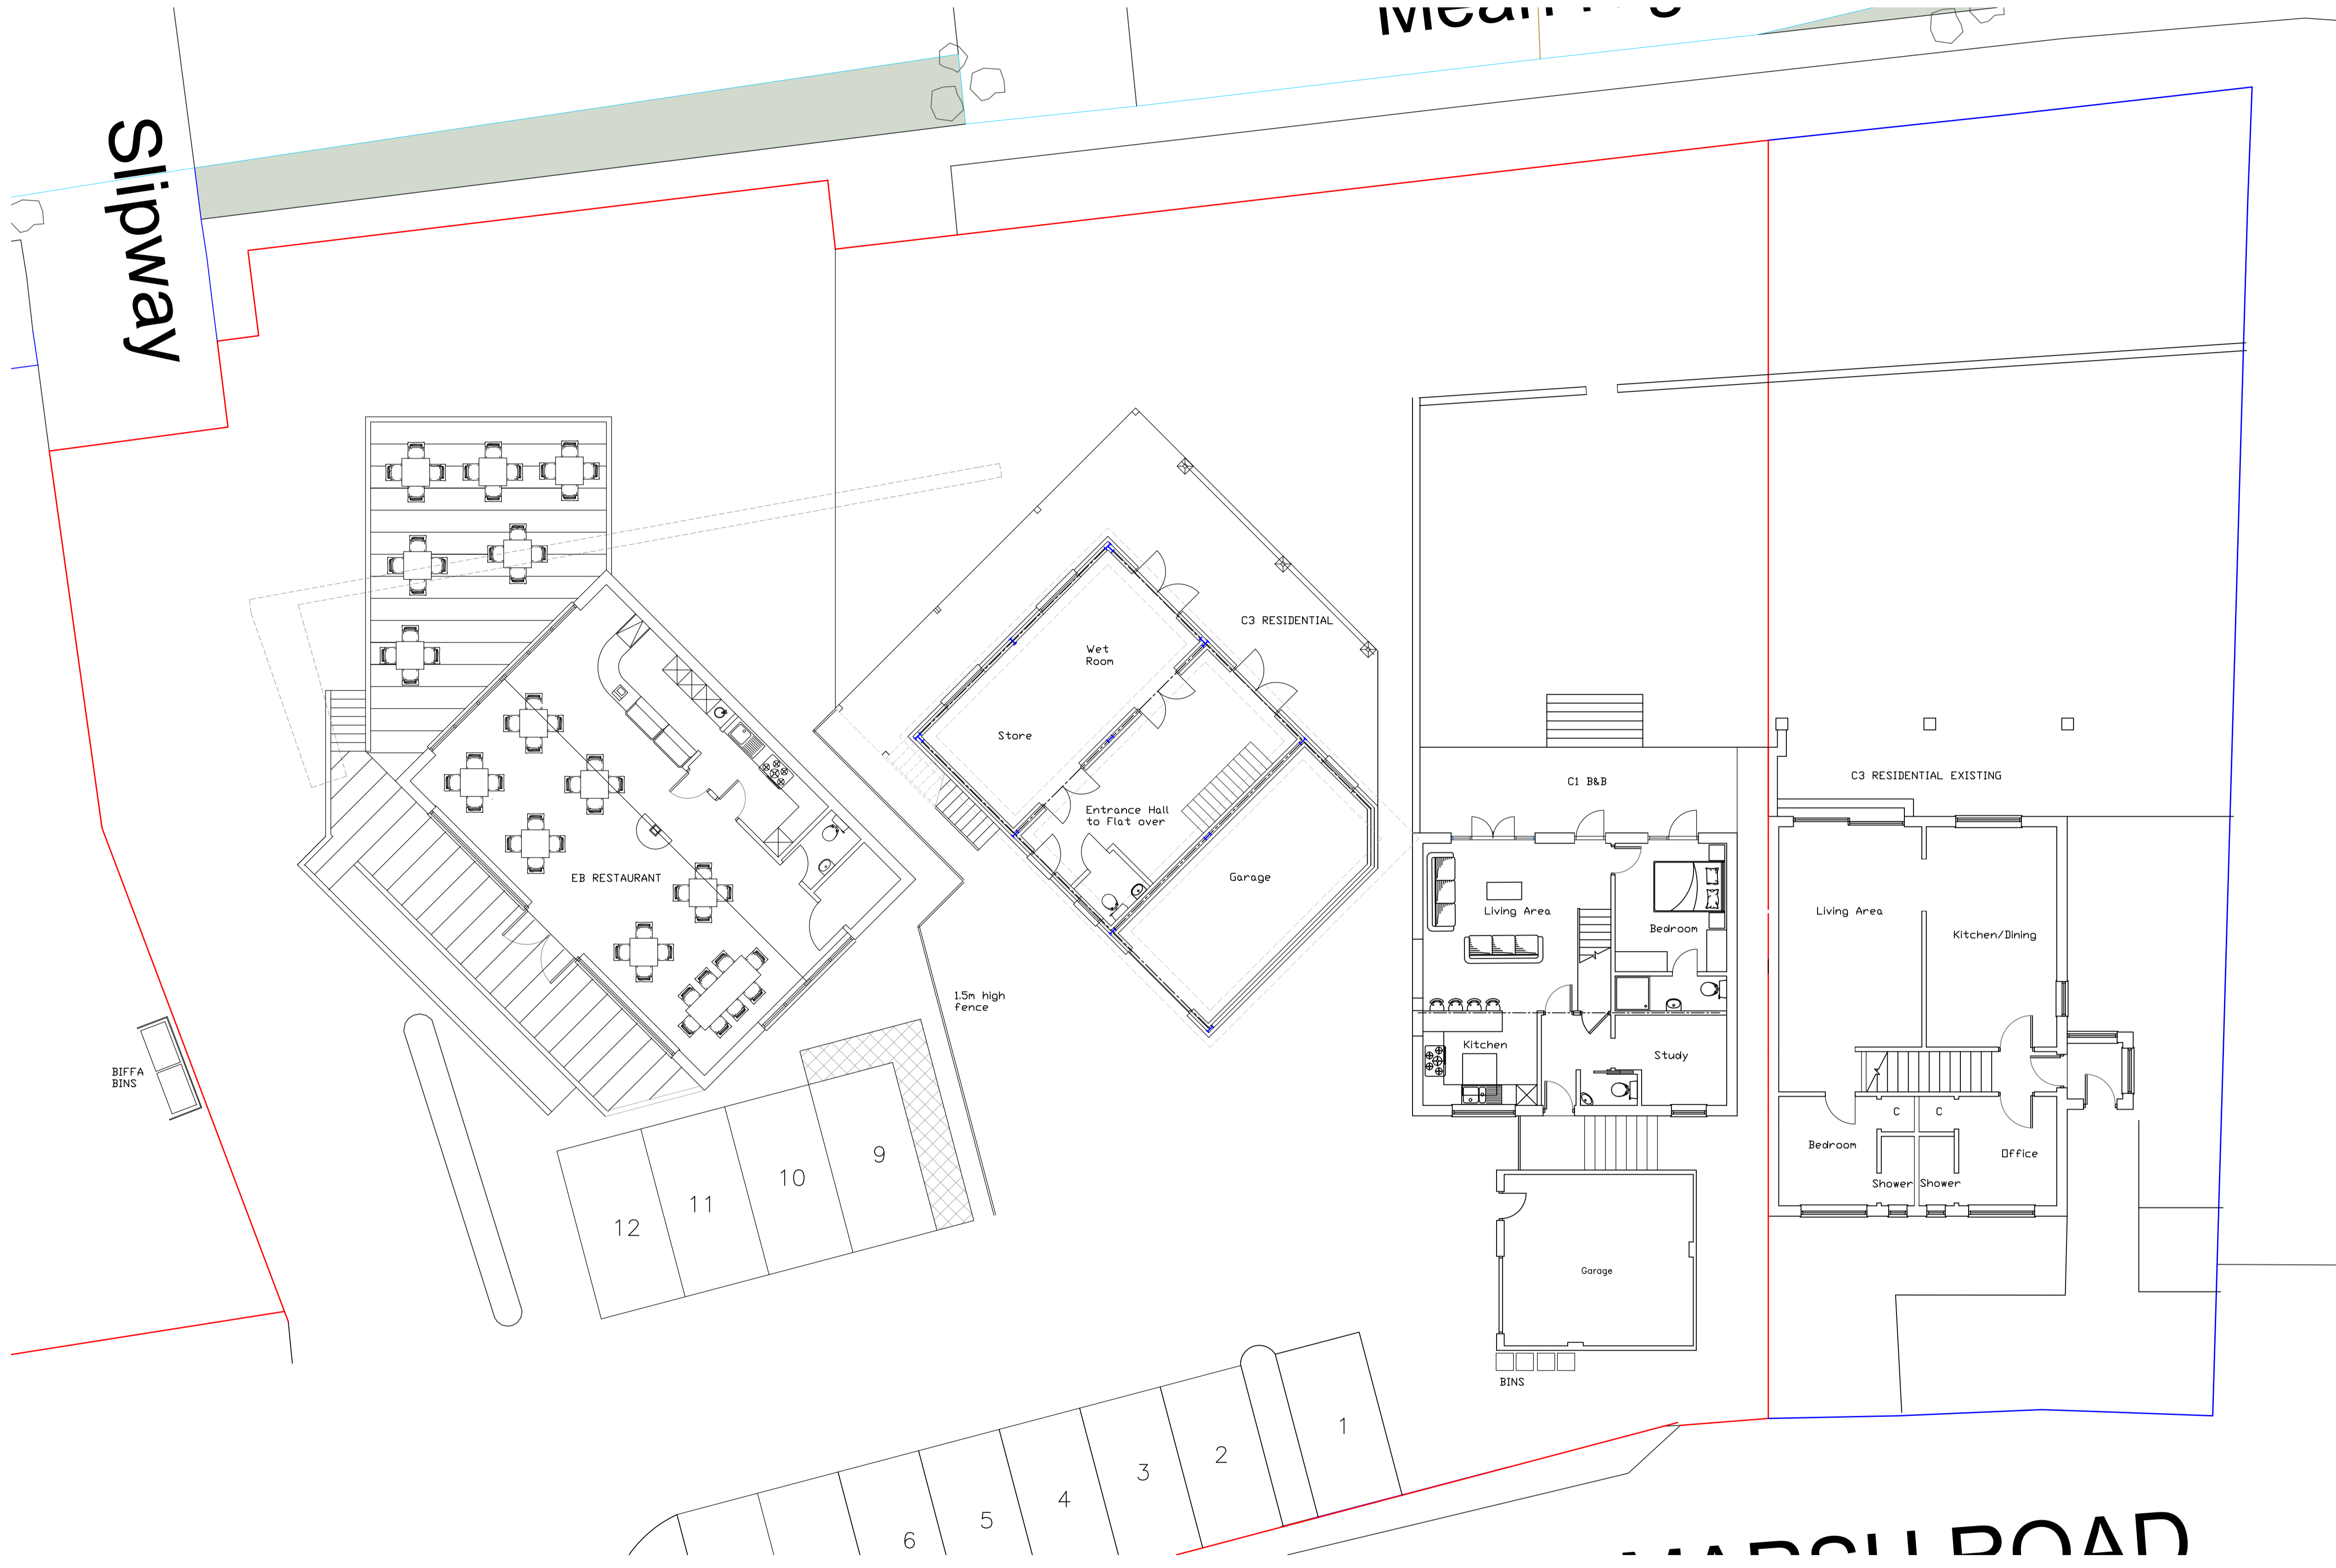 Slipway
C3 RESIDENTIAL
Wet
Room
Store
Entrance Hall
to Flat over
Garage
EB RESTAURANT
1.5m high
fence
BIFFA
BINS
C1 B&B
C3 RESIDENTIAL EXISTING
Living Area
Bedroom
Kitchen
Study
Garage
BINS
Living Area
Kitchen/Dining
Bedroom
C
C
Office
Shower
Shower
12
11
10
9
6
5
4
3
2
1
MARSH ROAD